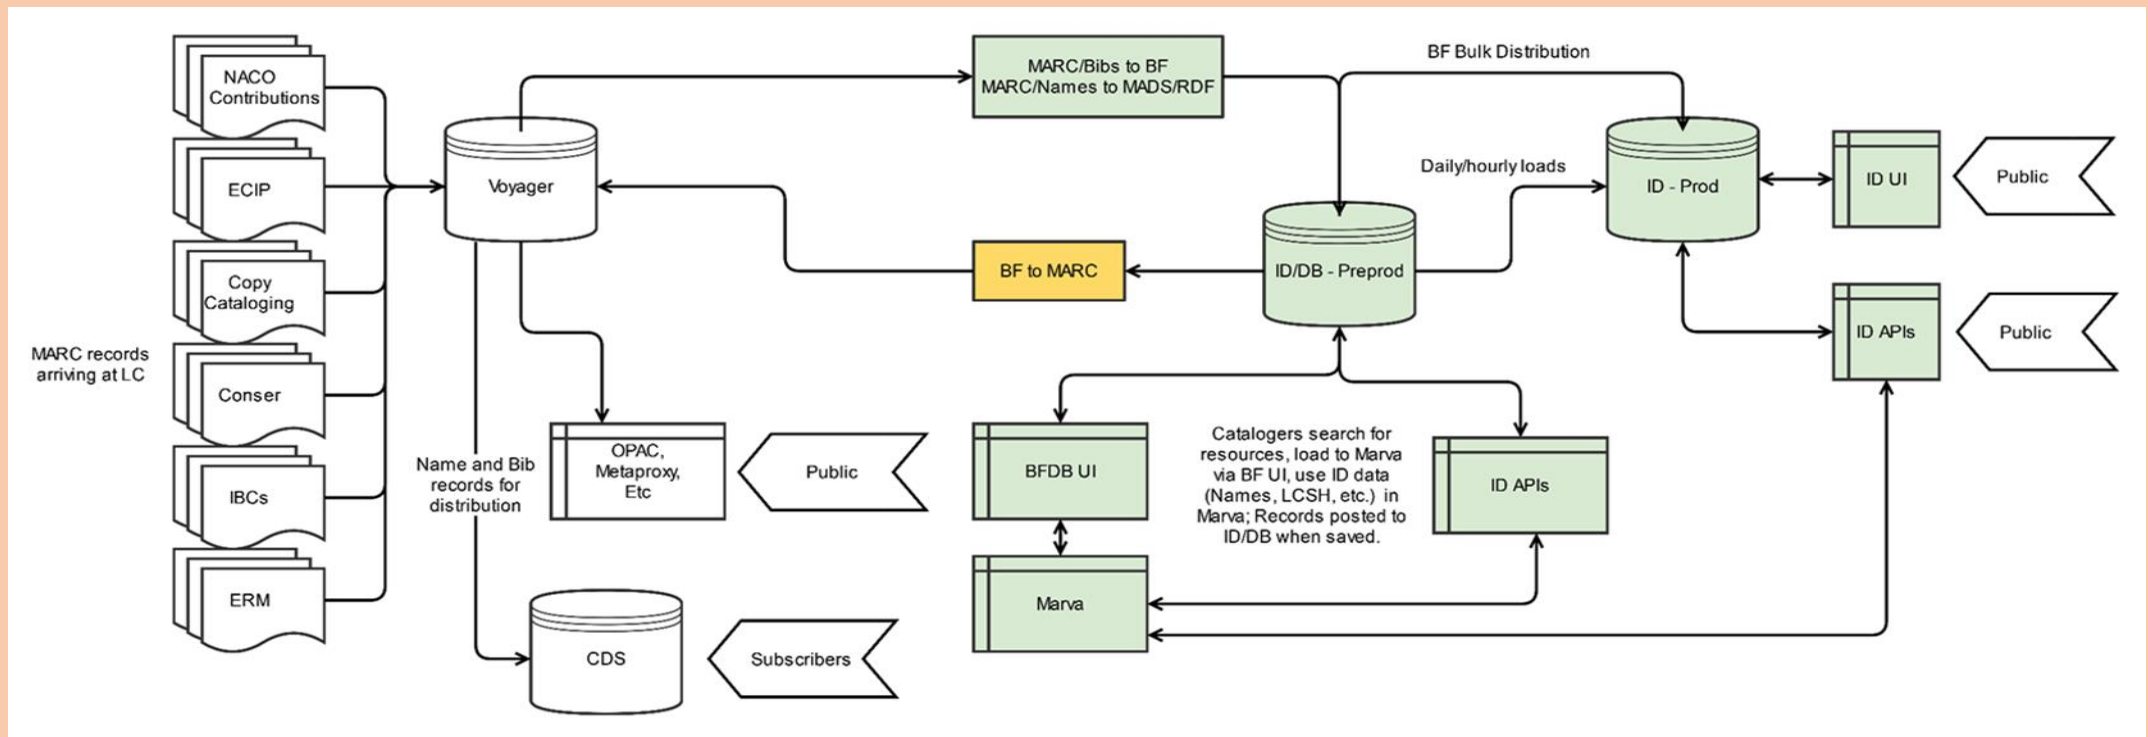 NACO
Contributions
ECIP
Copy
Cataloging
Conser
IBCs
ERM
MARC records
arriving at LC
Voyager
Name and Bib
records for
distribution
OPAC,
Metaproxy,
Etc
Public
CDS
Subscribers
MARC/Bibs to BF
MARC/Names to MADS/RDF
BF to MARC
BF Bulk Distribution
Daily/hourly loads
ID/DB - Preprod
ID - Prod
ID UI
Public
ID APIs
Public
BFDB UI
Catalogers search for
resources, load to Marva
via BF UI, use ID data
(Names, LCSH, etc.) in
Marva; Records posted to
ID/DB when saved.
ID APIs
Marva